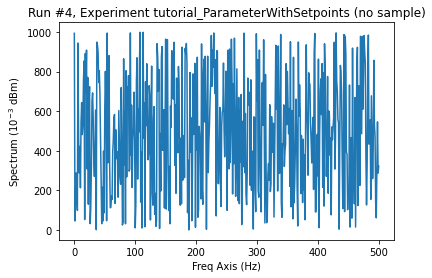 Run #4, Experiment tutorial_ParameterWithSetpoints (no sample)
1000
800
600
400
200
0
Spectrum (10⁻³ dBm)
0 100 200 300 400 500
Freq Axis (Hz)